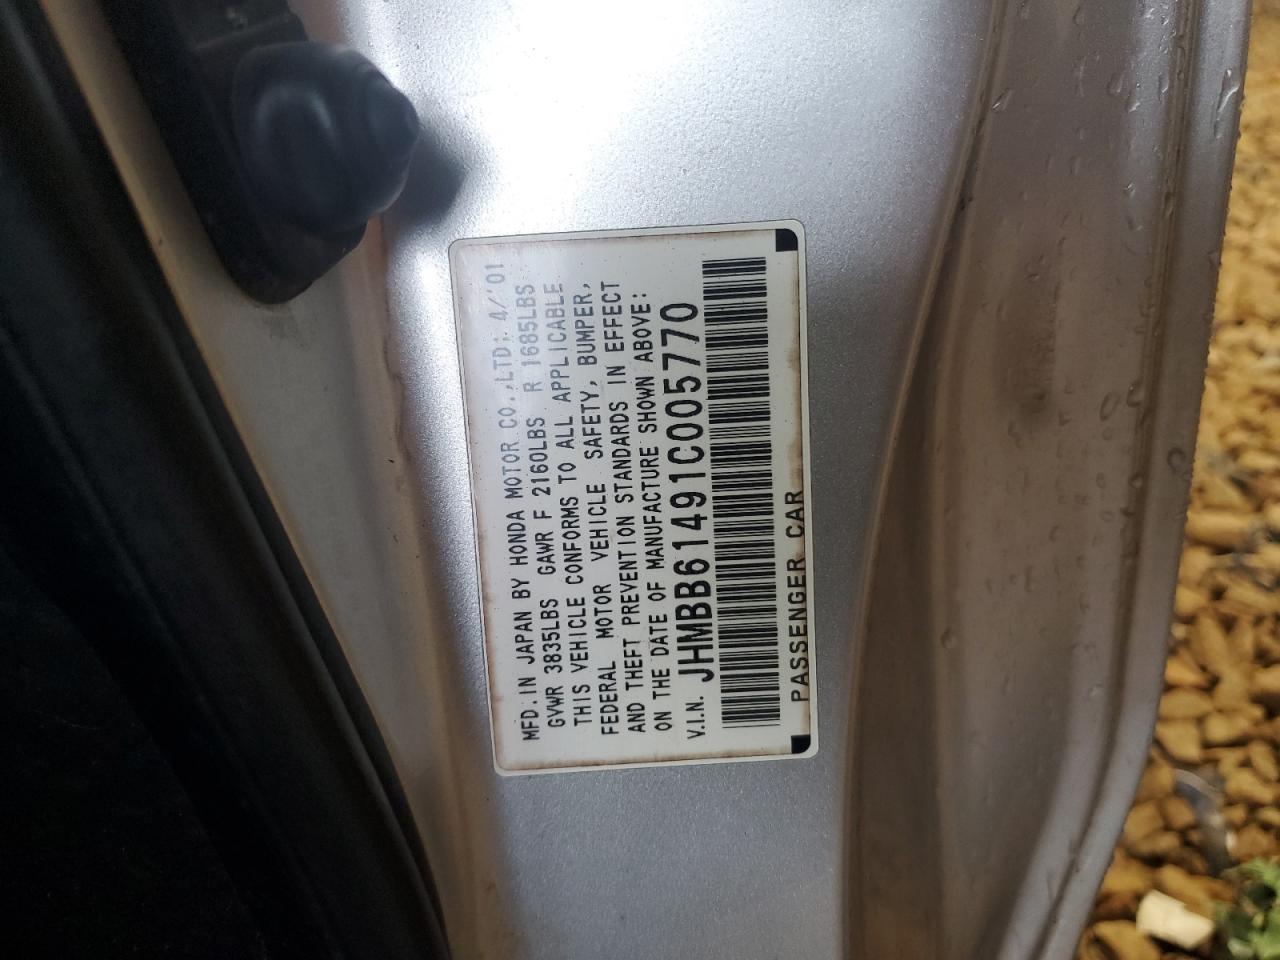 MFD. IN JAPAN BY HONDA MOTOR CO.,LTD; 4/'01
GVWR 3835LBS GAWR F 2160LBS R 1685LBS
THIS VEHICLE CONFORMS TO ALL APPLICABLE
FEDERAL MOTOR VEHICLE SAFETY, BUMPER,
AND THEFT PREVENTION STANDARDS IN EFFECT
ON THE DATE OF MANUFACTURE SHOWN ABOVE:
V.I.N. JHMBB61491C005770
PASSENGER CAR